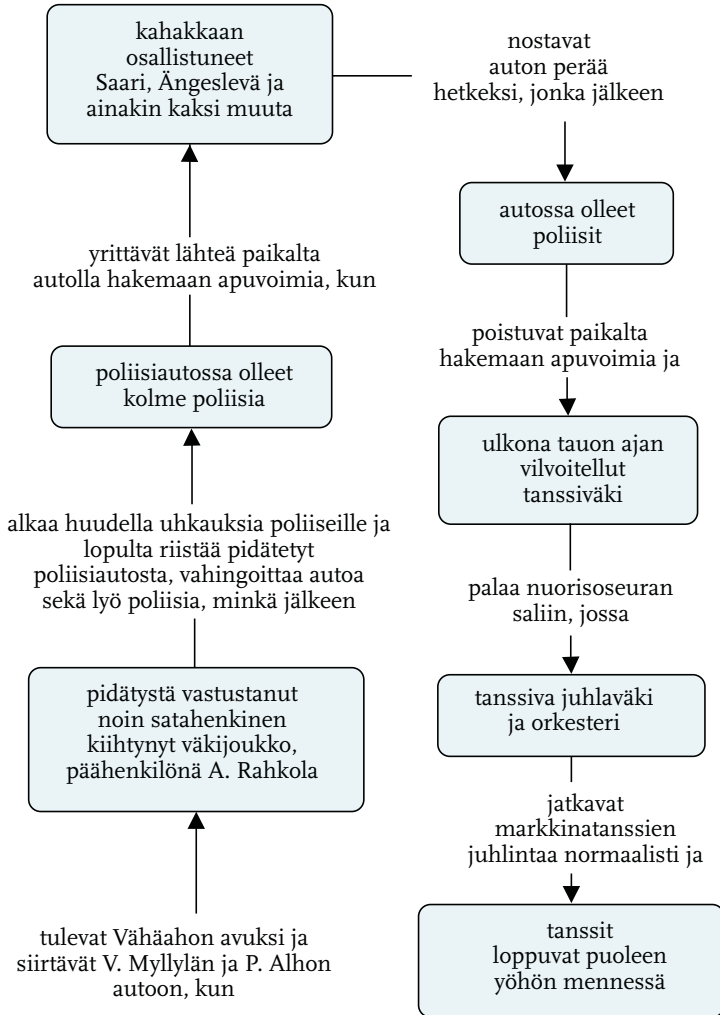 tulevat Vähäahon avuksi ja
siirtävät V. Myllylän ja P. Alhon
autoon, kun
pidätystä vastustanut
noin satahenkinen
kiihtynyt väkijoukko,
päähenkilönä A. Rahkola
alkaa huudella uhkauksia poliiseille ja
lopulta riistää pidätetyt
poliisiautosta, vahingoittaa autoa
sekä lyö poliisia, minkä jälkeen
poliisiautossa olleet
kolme poliisia
yrittävät lähteä paikalta
autolla hakemaan apuvoimia, kun
kahakkaan
osallistuneet
Saari, Ängeslevä ja
ainakin kaksi muuta
nostavat
auton perää
hetkeksi, jonka jälkeen
autossa olleet
poliisit
poistuvat paikalta
hakemaan apuvoimia ja
ulkona tauon ajan
vilvoitellut
tanssiväki
palaa nuorisoseuran
saliin, jossa
tanssiva juhlaväki
ja orkesteri
jatkavat
markkinatanssien
juhlintaa normaalisti ja
tanssit
loppuvat puoleen
yöhön mennessä